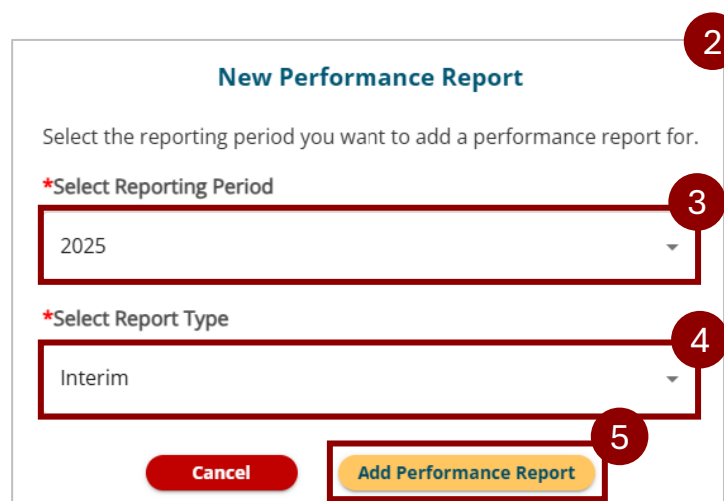 2
New Performance Report
Select the reporting period you want to add a performance report for.
*Select Reporting Period
3
2025
*Select Report Type
4
Interim
5
Cancel Add Performance Report